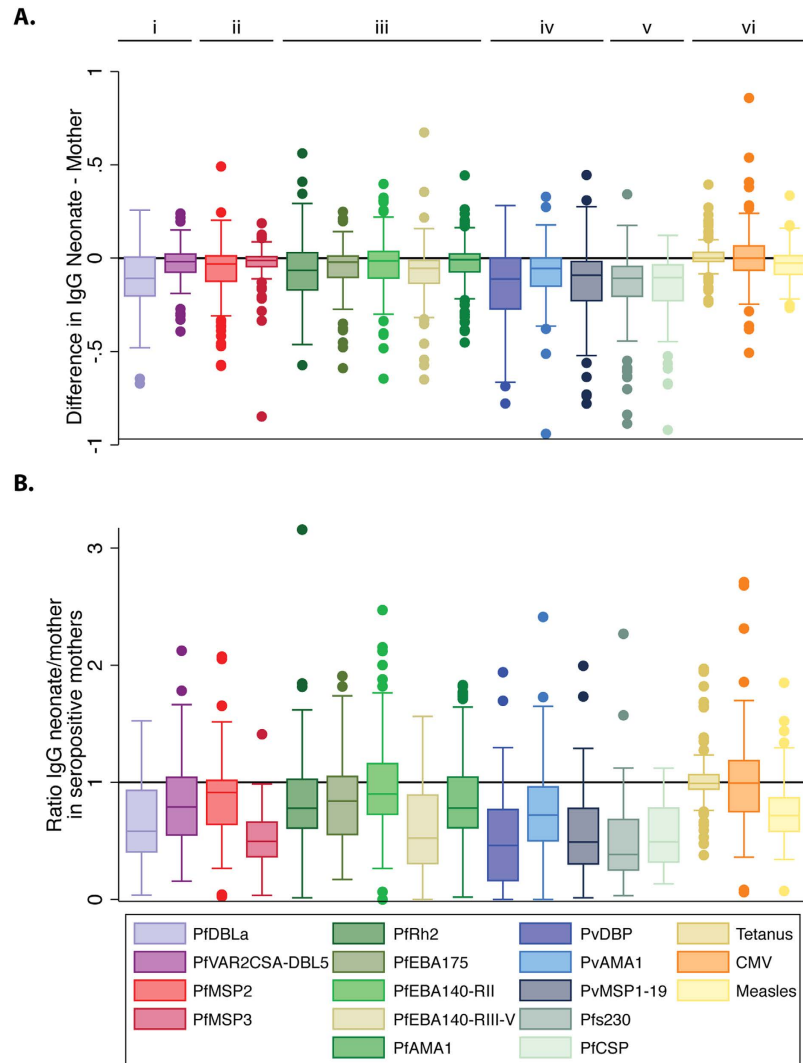 A.
i ii iii iv v vi
Difference in IgG Neonate - Mother
1
.5
0
-.5
-1
B.
Ratio IgG neonate/mother
in seropositive mothers
3
2
1
0
PfDBLa PfRh2 PvDBP Tetanus
PfVAR2CSA-DBL5 PfEBA175 PvAMA1 CMV
PfMSP2 PfEBA140-RII PvMSP1-19 Measles
PfMSP3 PfEBA140-RIII-V Pfs230
PfAMA1 PfCSP